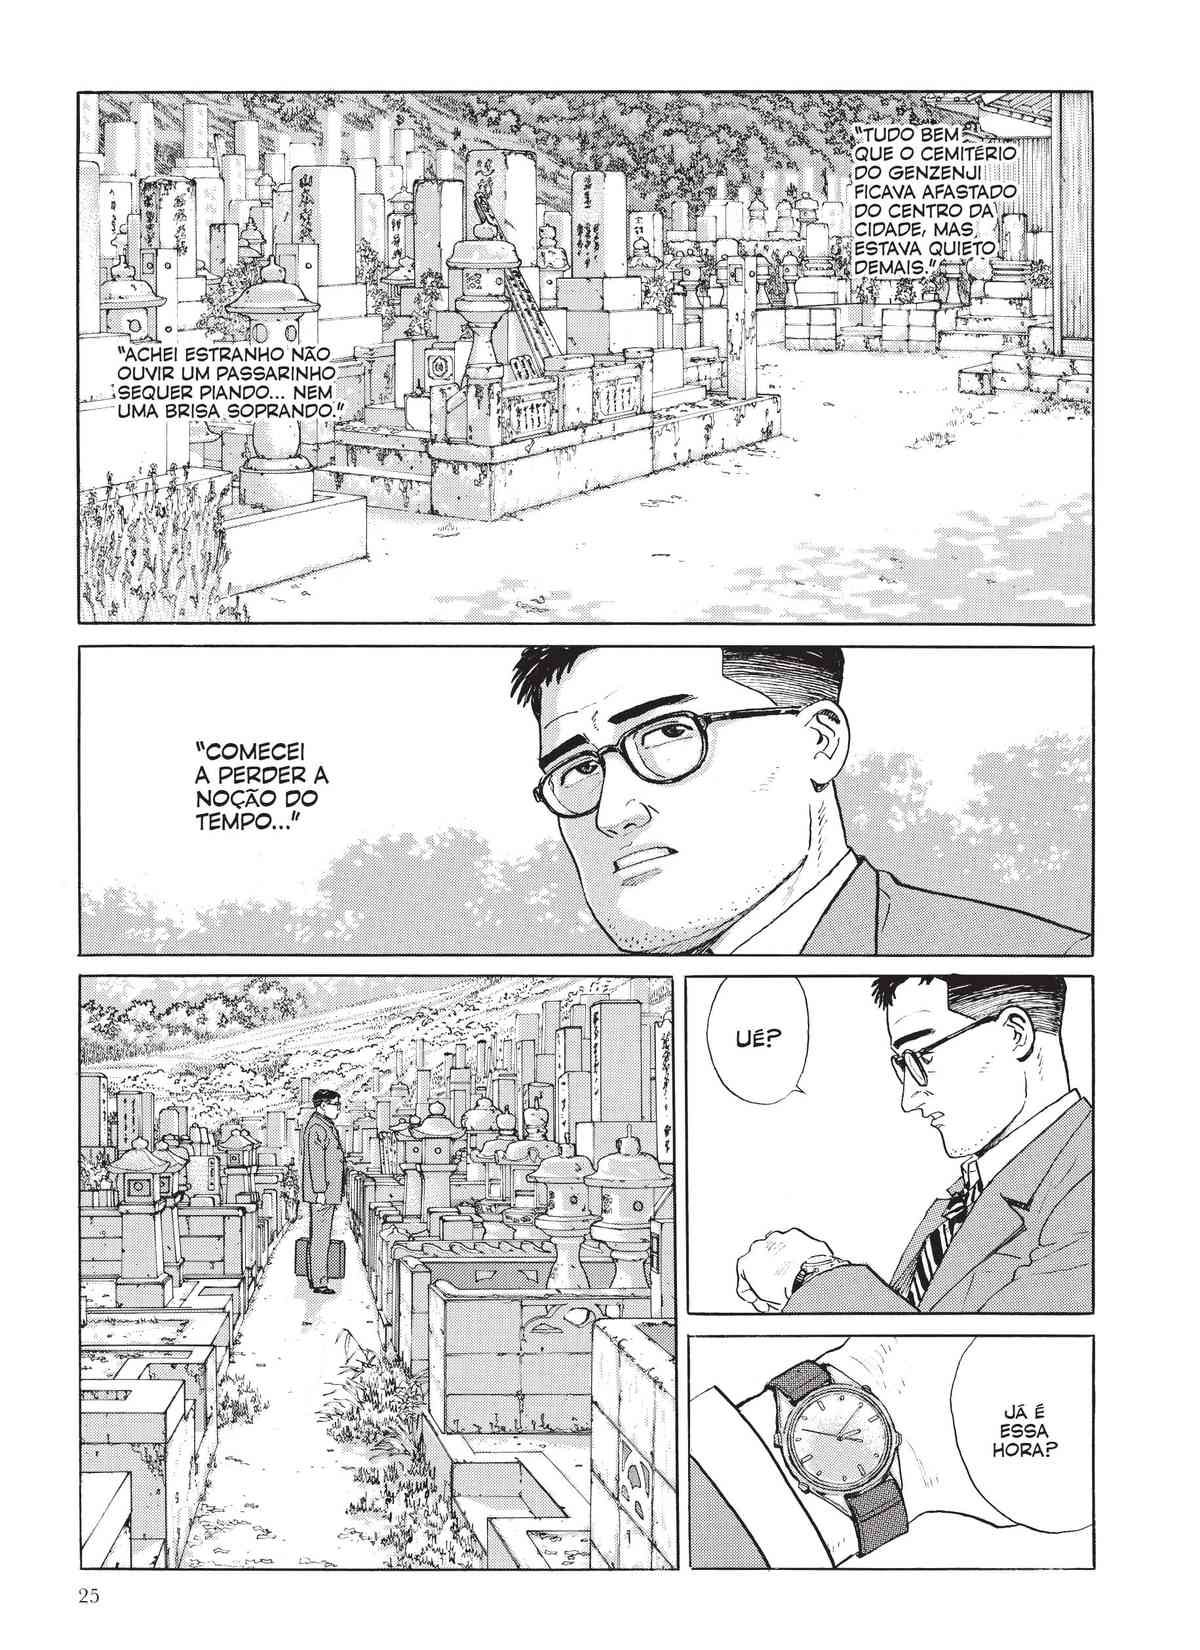 "TUDO BEM
QUE O CEMITÉRIO
DO GENZENJI
FICAVA AFASTADO
DO CENTRO DA
CIDADE, MAS
ESTAVA QUIETO
DEMAIS."
"ACHEI ESTRANHO NÃO
OUVIR UM PASSARINHO
SEQUER PIANDO... NEM
UMA BRISA SOPRANDO."
"COMECEI
A PERDER A
NOÇÃO DO
TEMPO..."
UÉ?
JÁ É
ESSA
HORA?
25